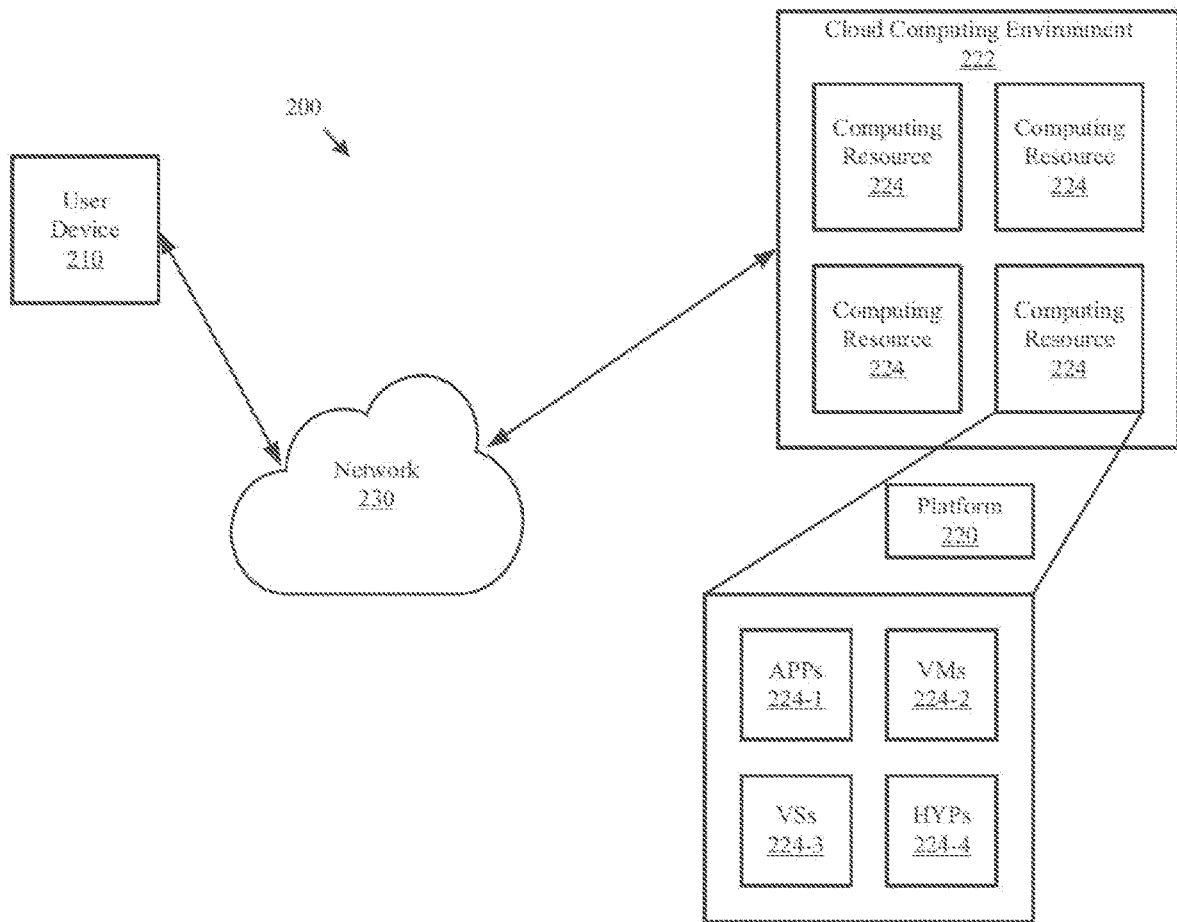 Cloud Computing Environment
222
200
Computing
Resource
224
Computing
Resource
224
User
Device
210
Computing
Resource
224
Computing
Resource
224
Network
230
Platform
220
APPs
224-1
VMs
224-2
VSs
224-3
HYPs
224-4